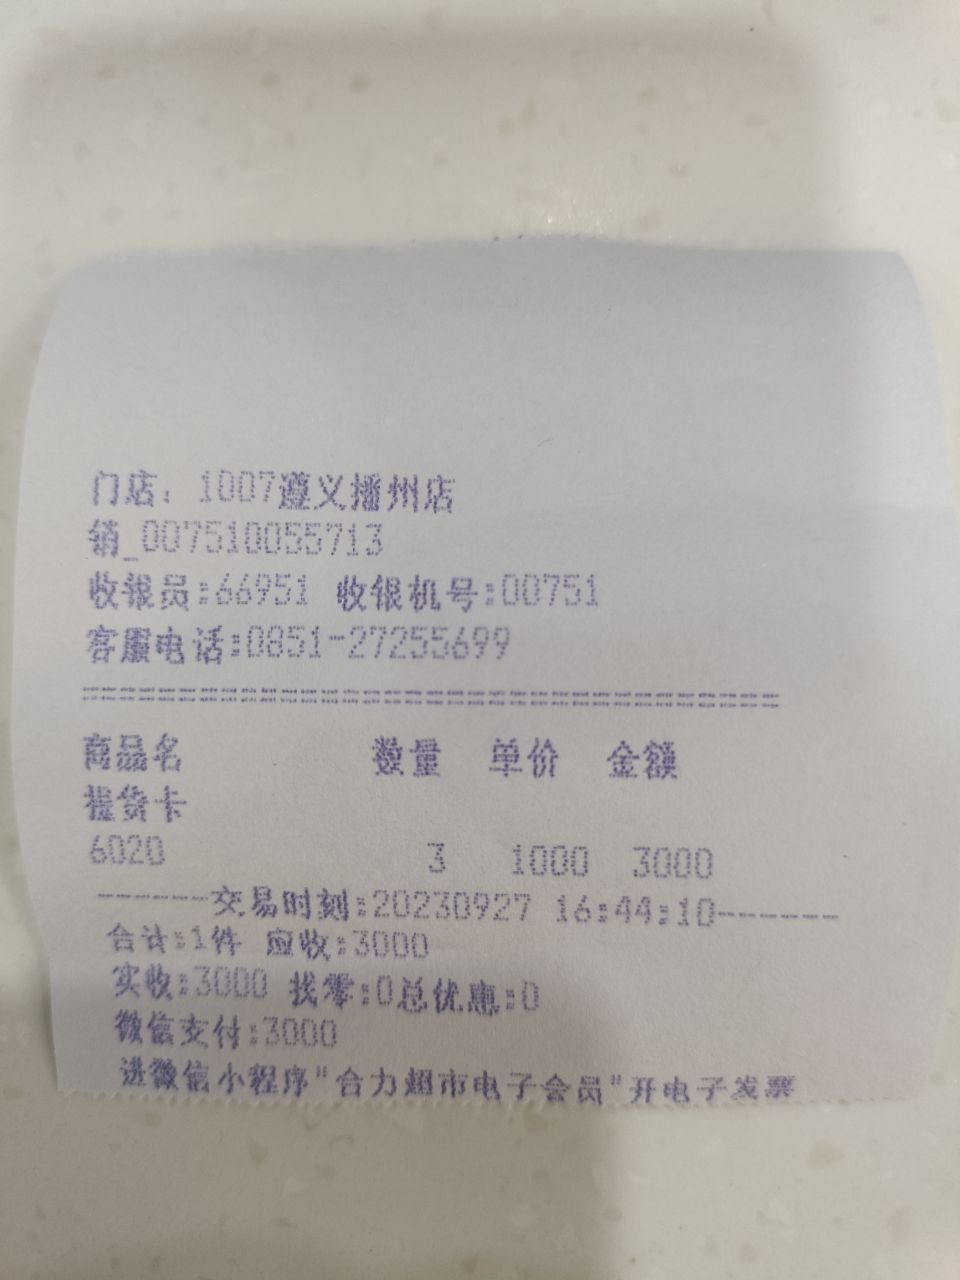 门店: 1007遵义播州店
销_007510055713
收银员:66951 收银机号:00751
客服电话:0851-27255699
商品名 数量 单价 金额
提货卡
6020 3 1000 3000
-------交易时刻:20230927 16:44:10-------
合计:1件 应收:3000
实收:3000 找零:0总优惠:0
微信支付:3000
进微信小程序"合力超市电子会员"开电子发票